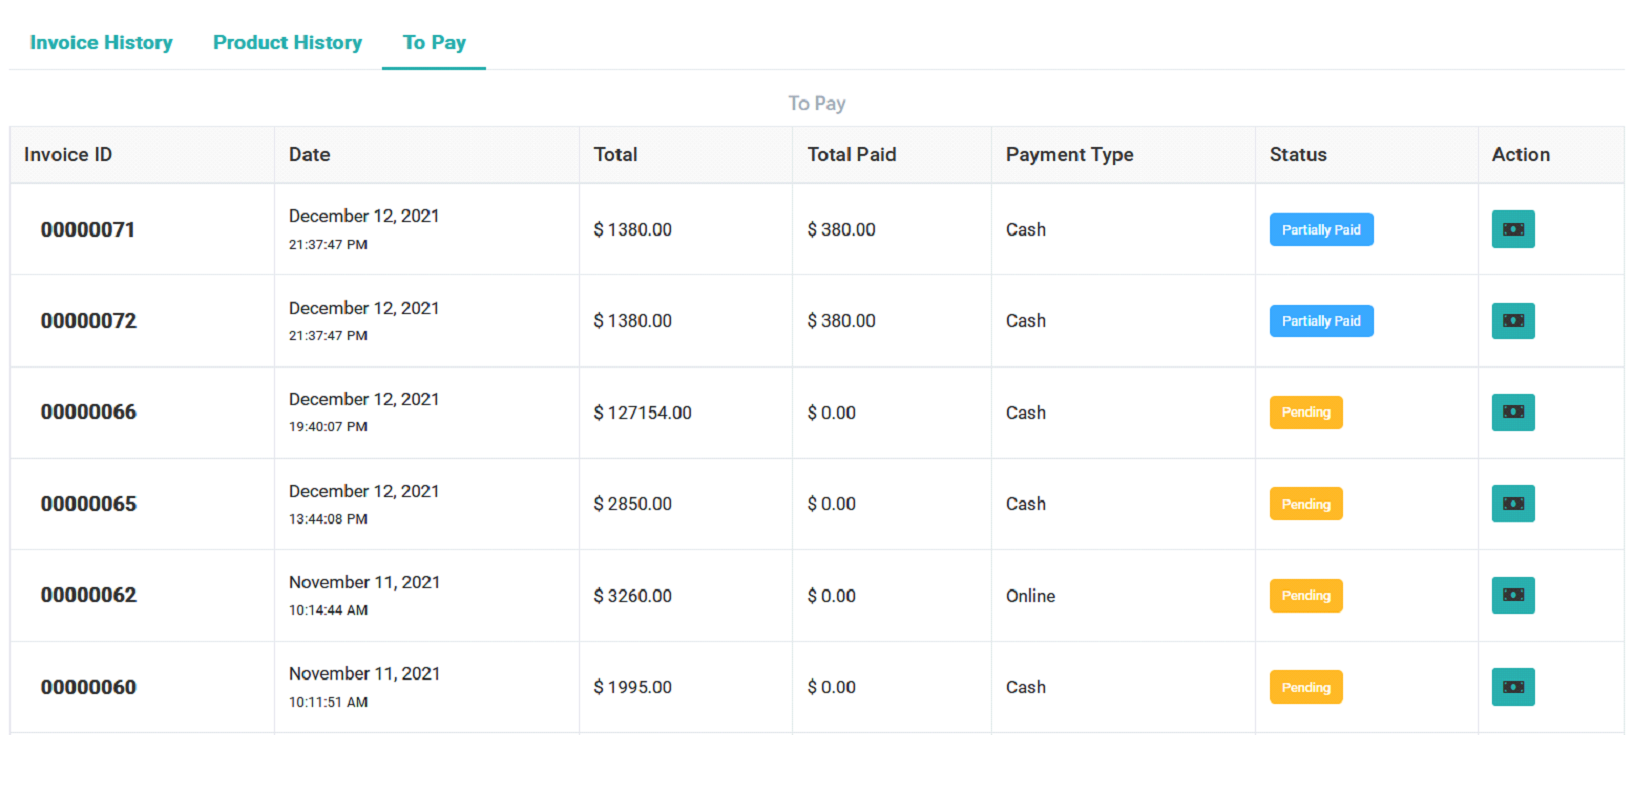 Invoice History Product History To Pay
To Pay
Invoice ID Date Total Total Paid Payment Type Status Action
00000071 December 12, 2021 $ 1380.00 $ 380.00 Cash Partially Paid
21:37:47 PM
00000072 December 12, 2021 $ 1380.00 $ 380.00 Cash Partially Paid
21:37:47 PM
00000066 December 12, 2021 $ 127154.00 $ 0.00 Cash Pending
19:40:07 PM
00000065 December 12, 2021 $ 2850.00 $ 0.00 Cash Pending
13:44:08 PM
00000062 November 11, 2021 $ 3260.00 $ 0.00 Online Pending
10:14:44 AM
00000060 November 11, 2021 $ 1995.00 $ 0.00 Cash Pending
10:11:51 AM